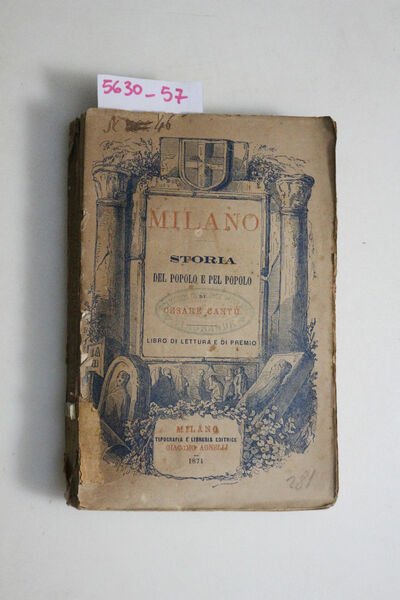 5630-57
MILANO
STORIA
DEL POPOLO E PEL POPOLO
DI
CESARE CANTÙ
LIBRO DI LETTURA E DI PREMIO
MILANO
TIPOGRAFIA E LIBRERIA EDITRICE
GIACOMO AGNELLI
1871
281